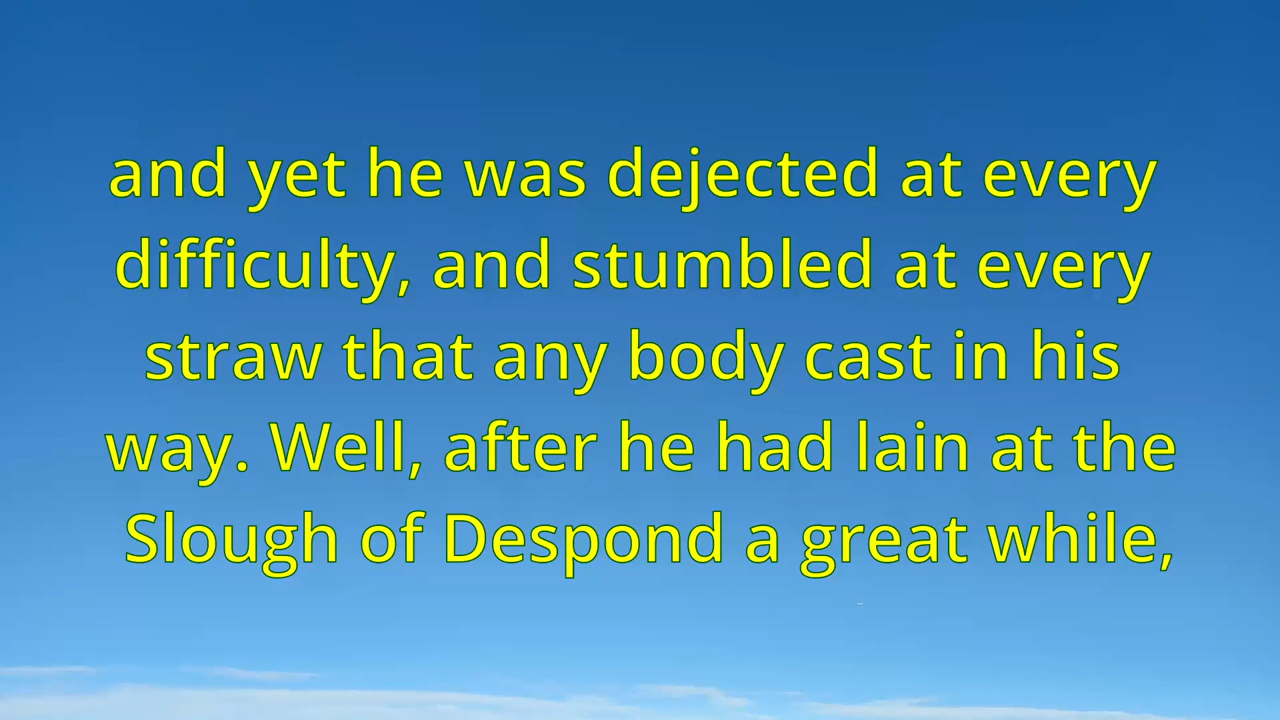 and yet he was dejected at every
difficulty, and stumbled at every
straw that any body cast in his
way. Well, after he had lain at the
Slough of Despond a great while,